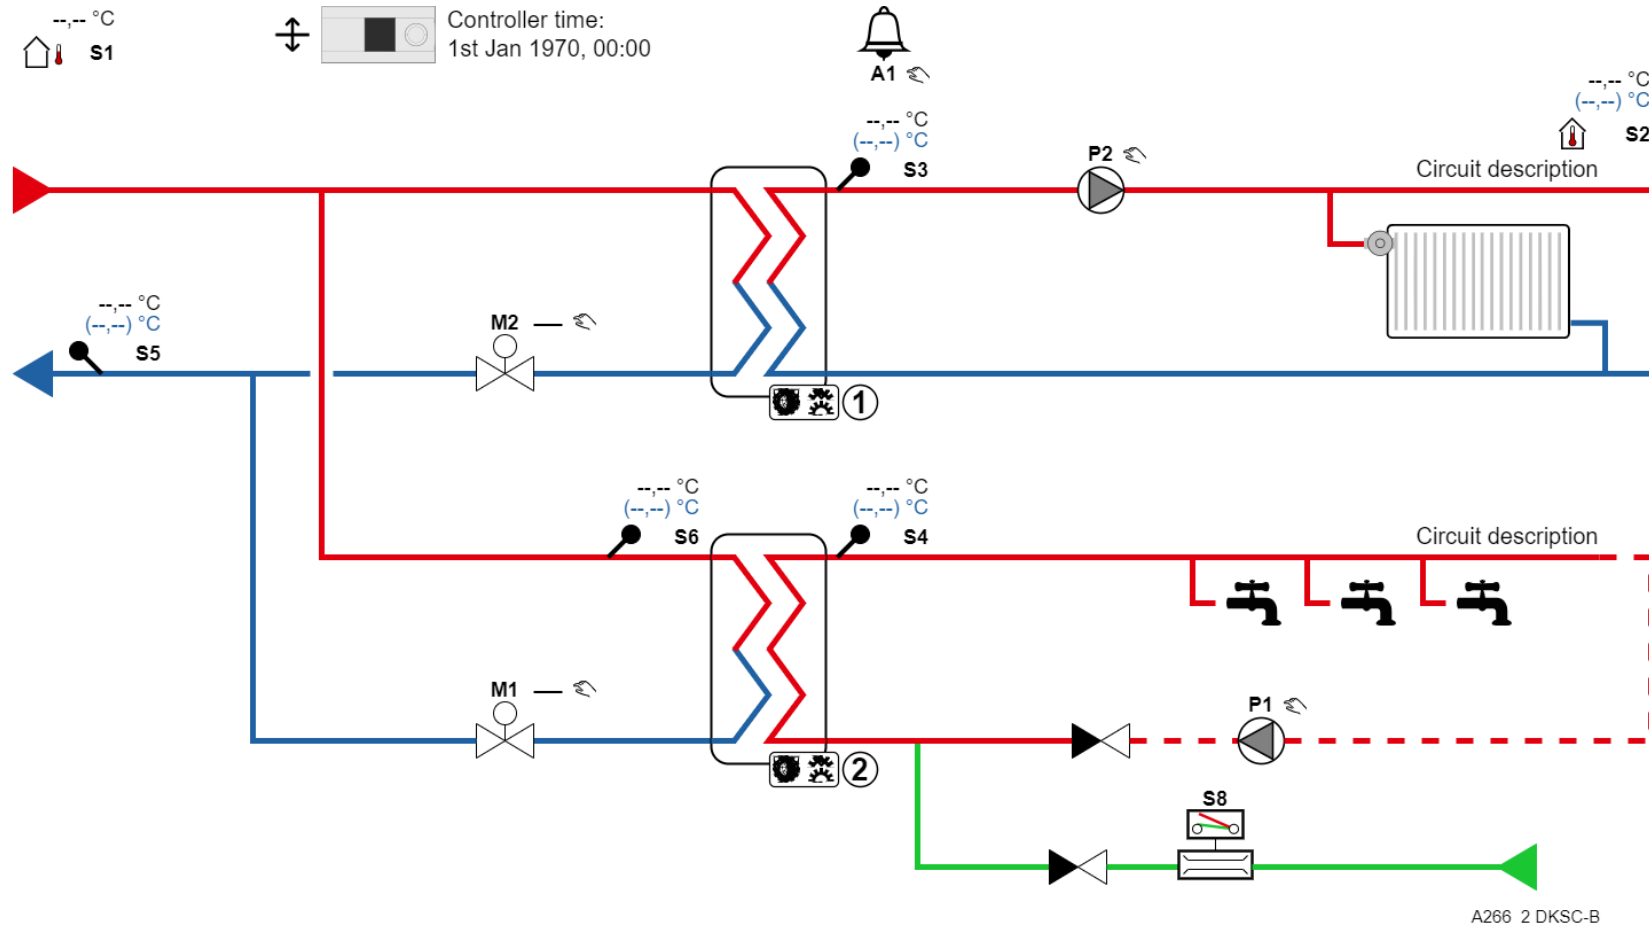 --,-- °C
S1
Controller time:
1st Jan 1970, 00:00
A1
--,-- °C
(--,--) °C
S3
P2
--,-- °C
(--,--) °C
S2
Circuit description
--,-- °C
(--,--) °C
S5
M2
1
--,-- °C
(--,--) °C
S6
--,-- °C
(--,--) °C
S4
Circuit description
M1
P1
2
S8
A266 2 DKSC-B